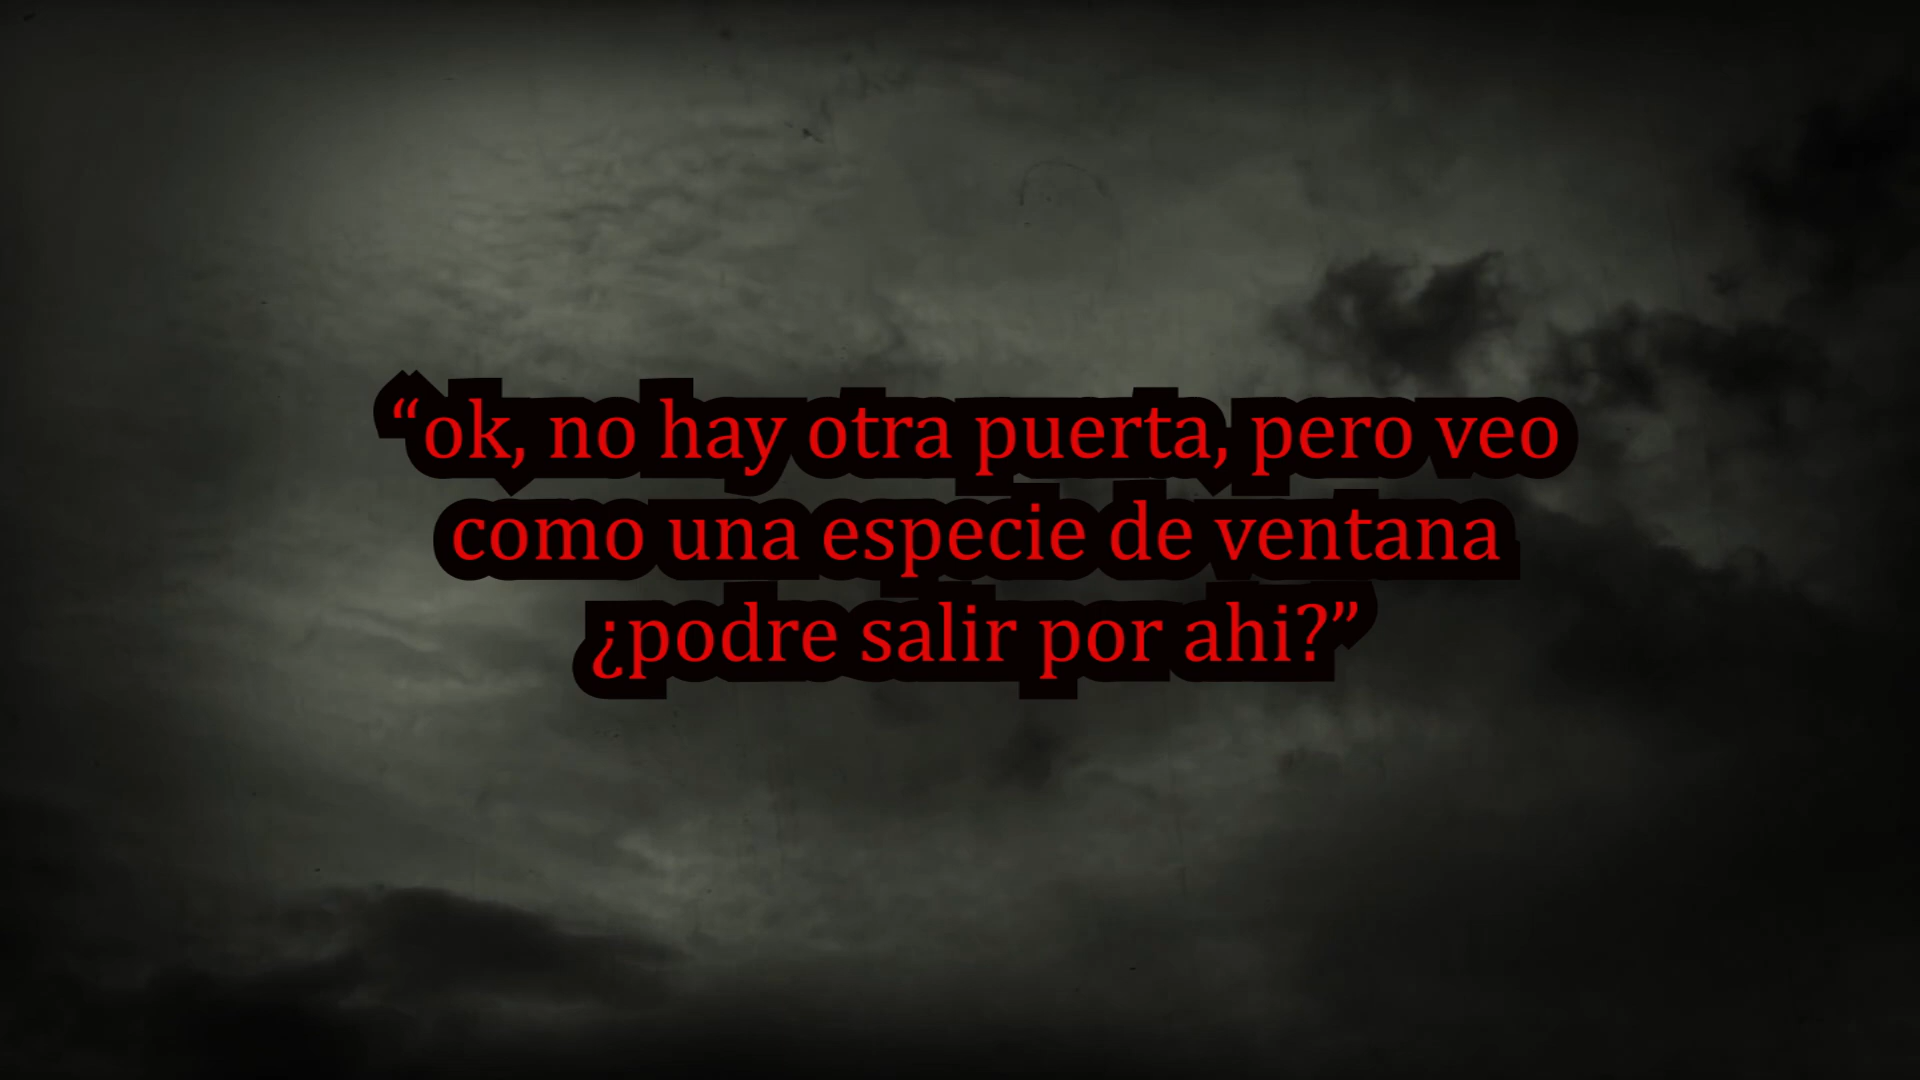 “ok, no hay otra puerta, pero veo
como una especie de ventana
¿podre salir por ahi?”